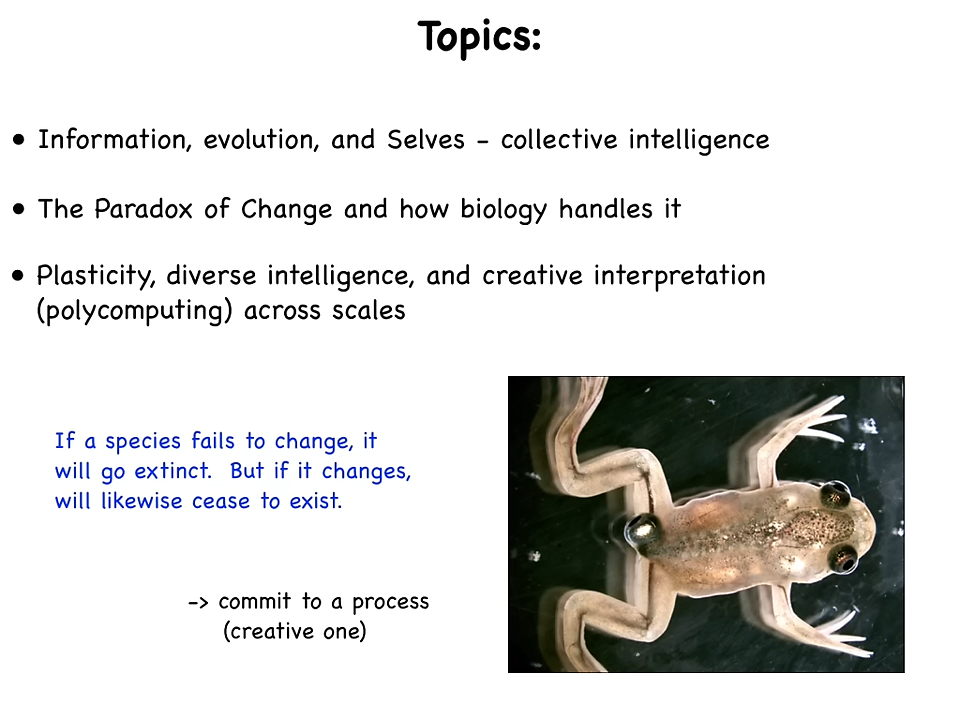 Topics:
• Information, evolution, and Selves - collective intelligence
• The Paradox of Change and how biology handles it
• Plasticity, diverse intelligence, and creative interpretation
(polycomputing) across scales
If a species fails to change, it
will go extinct.  But if it changes,
will likewise cease to exist.
-> commit to a process
(creative one)